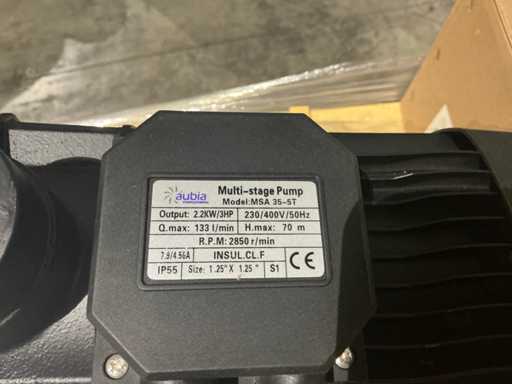 aubia
Multi-stage Pump
Model:MSA 35-5T
Output: 2.2KW/3HP 230/400V/50Hz
Q.max: 133 l/min H.max: 70 m
R.P.M: 2850 r/min
7.9/4.56A INSUL.CL.F
IP55 Size: 1.25" X 1.25" S1 CE